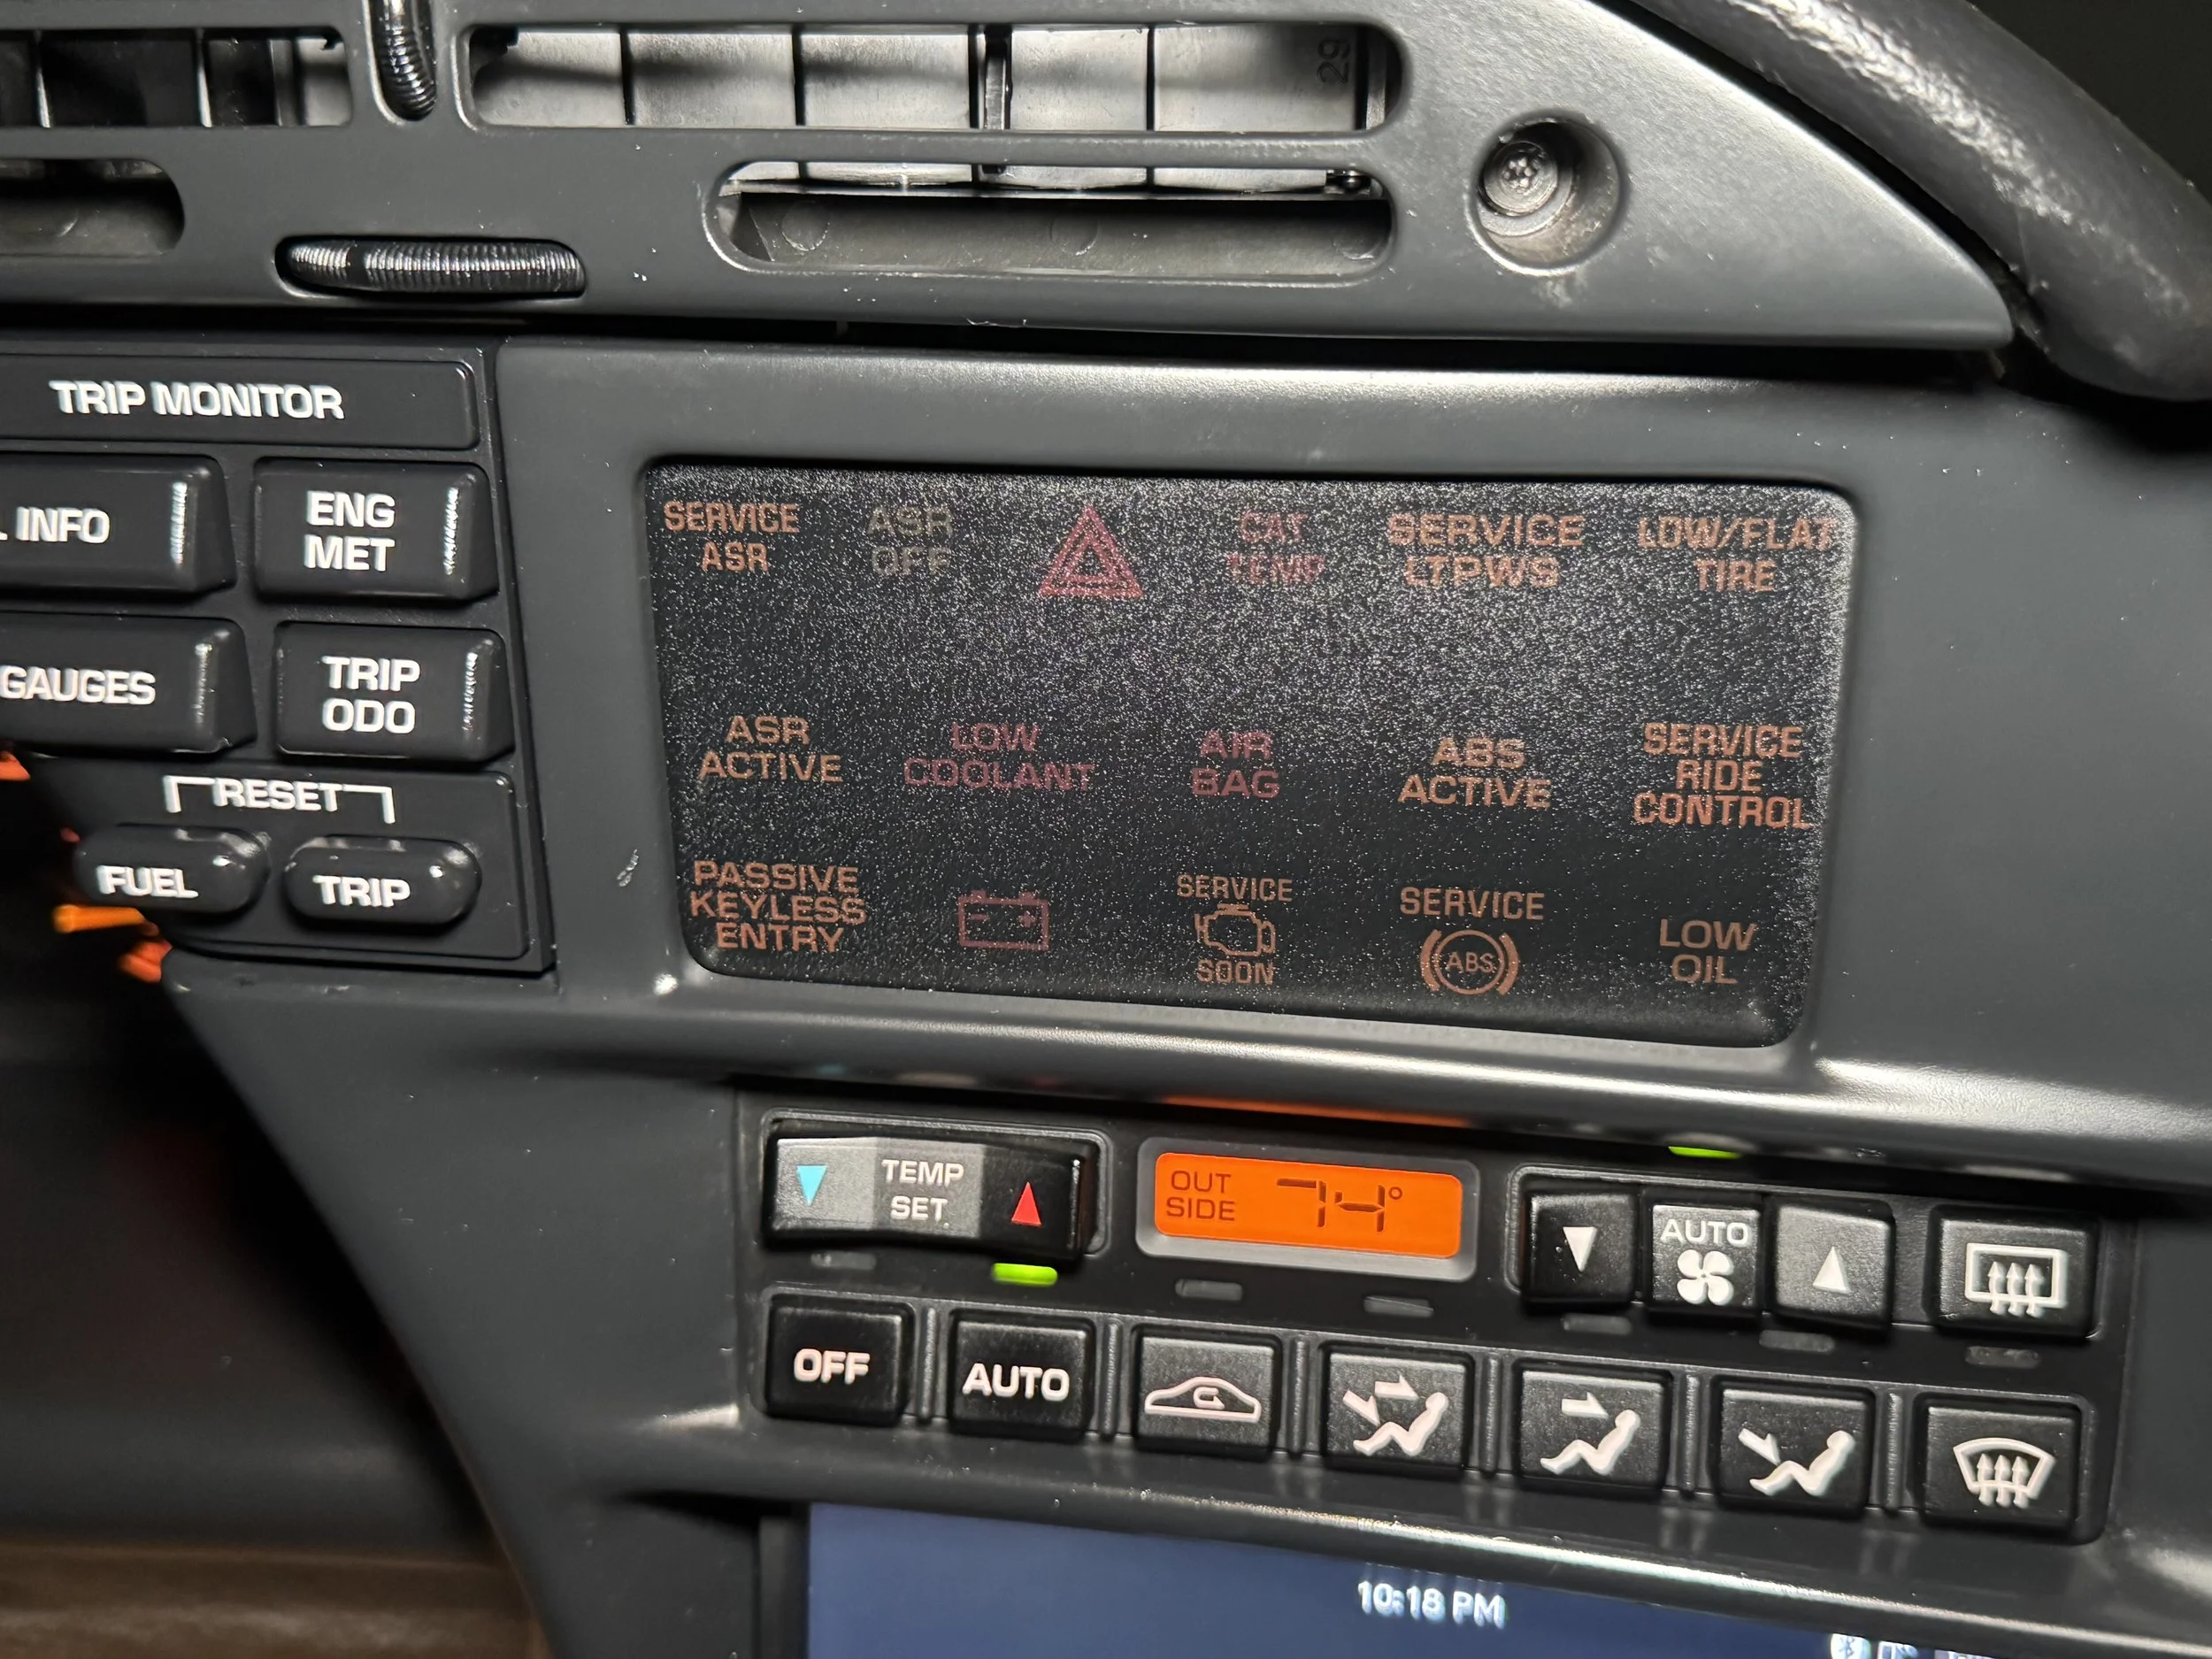 29
TRIP MONITOR
L INFO
ENG
MET
GAUGES
TRIP
ODO
RESET
FUEL
TRIP
SERVICE
ASR
ASR
OFF
CAT
TEMP
SERVICE
LTPWS
LOW/FLAT
TIRE
ASR
ACTIVE
LOW
COOLANT
AIR
BAG
ABS
ACTIVE
SERVICE
RIDE
CONTROL
PASSIVE
KEYLESS
ENTRY
SERVICE
SOON
SERVICE
ABS
LOW
OIL
TEMP
SET
OUT
SIDE
74°
AUTO
OFF
AUTO
10:18 PM